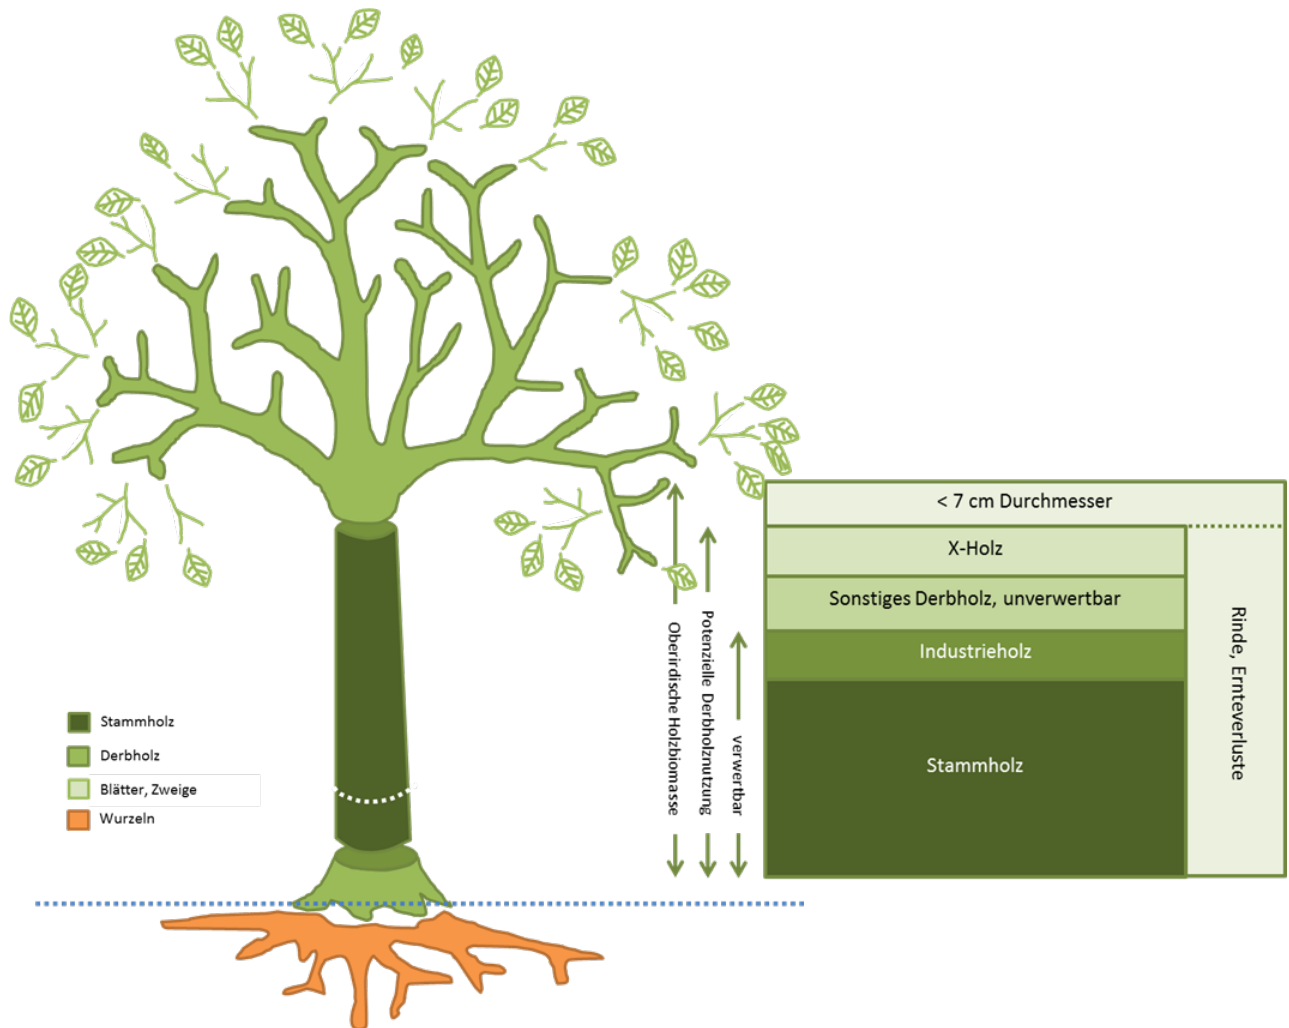 < 7 cm Durchmesser
X-Holz
Sonstiges Derbholz, unverwertbar
Industrieholz
Stammholz
Rinde, Ernteverluste
Oberirdische Holzbiomasse
Potenzielle Derbholznutzung
verwertbar
Stammholz
Derbholz
Blätter, Zweige
Wurzeln